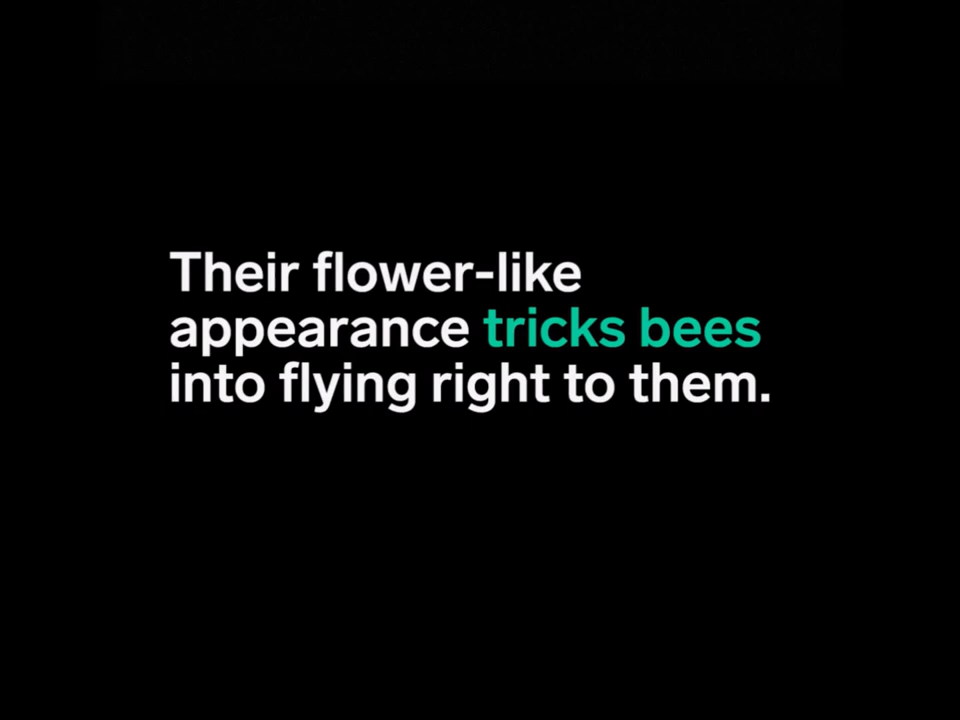 Their flower-like
appearance tricks bees
into flying right to them.